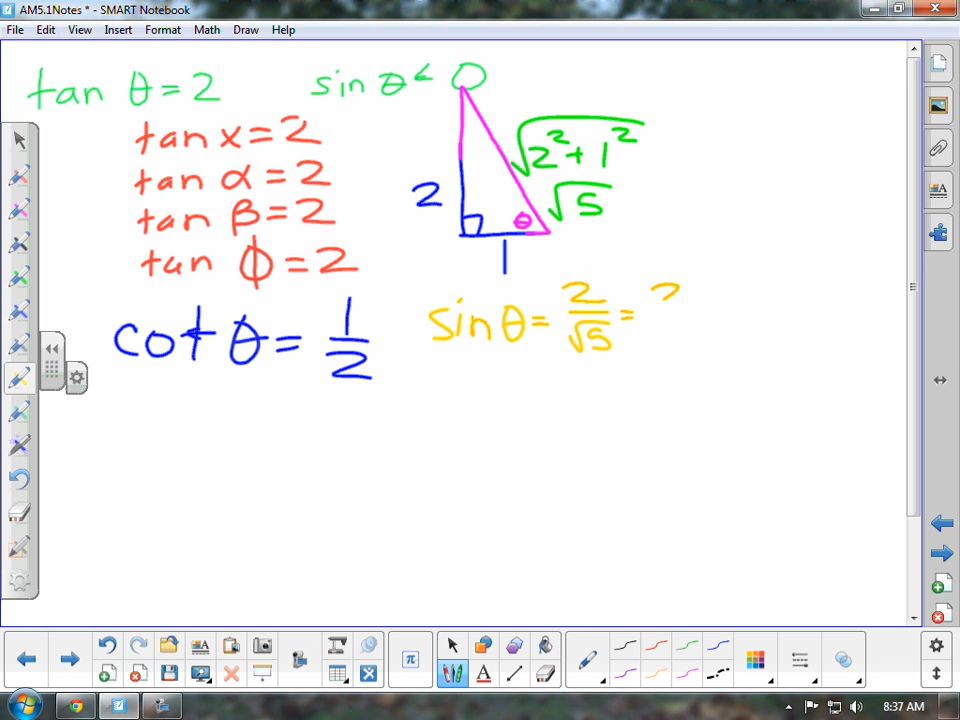 AM5.1Notes * - SMART Notebook
File Edit View Insert Format Math Draw Help
tan θ = 2
sin θ <
tan x = 2
tan α = 2
tan β = 2
tan ϕ = 2
cot θ = 1/2
√2² + 1²
√5
2
θ
1
sin θ = 2/√5 =
π
A
8:37 AM